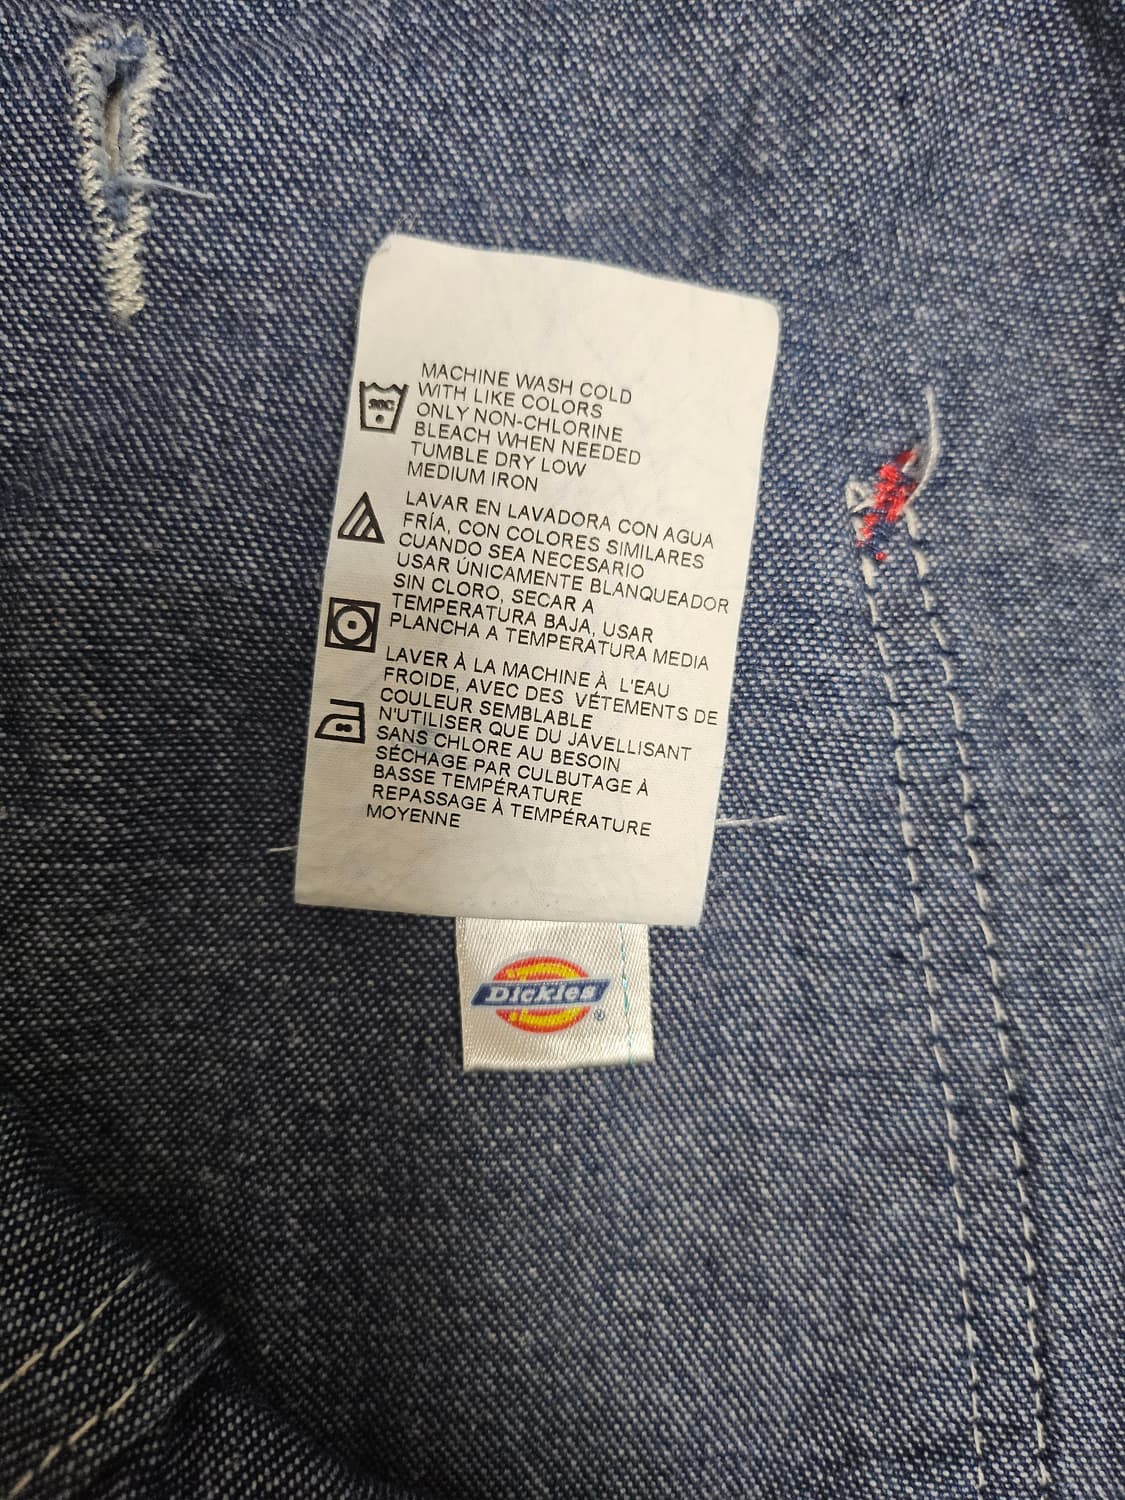 MACHINE WASH COLD
WITH LIKE COLORS
ONLY NON-CHLORINE
BLEACH WHEN NEEDED
TUMBLE DRY LOW
MEDIUM IRON
30C
LAVAR EN LAVADORA CON AGUA
FRÍA, CON COLORES SIMILARES
CUANDO SEA NECESARIO
USAR ÚNICAMENTE BLANQUEADOR
SIN CLORO, SECAR A
TEMPERATURA BAJA, USAR
PLANCHA A TEMPERATURA MEDIA
LAVER À LA MACHINE À L'EAU
FROIDE, AVEC DES VÉTEMENTS DE
COULEUR SEMBLABLE
N'UTILISER QUE DU JAVELLISANT
SANS CHLORE AU BESOIN
SÉCHAGE PAR CULBUTAGE À
BASSE TEMPÉRATURE
REPASSAGE À TEMPÉRATURE
MOYENNE
Dickies®